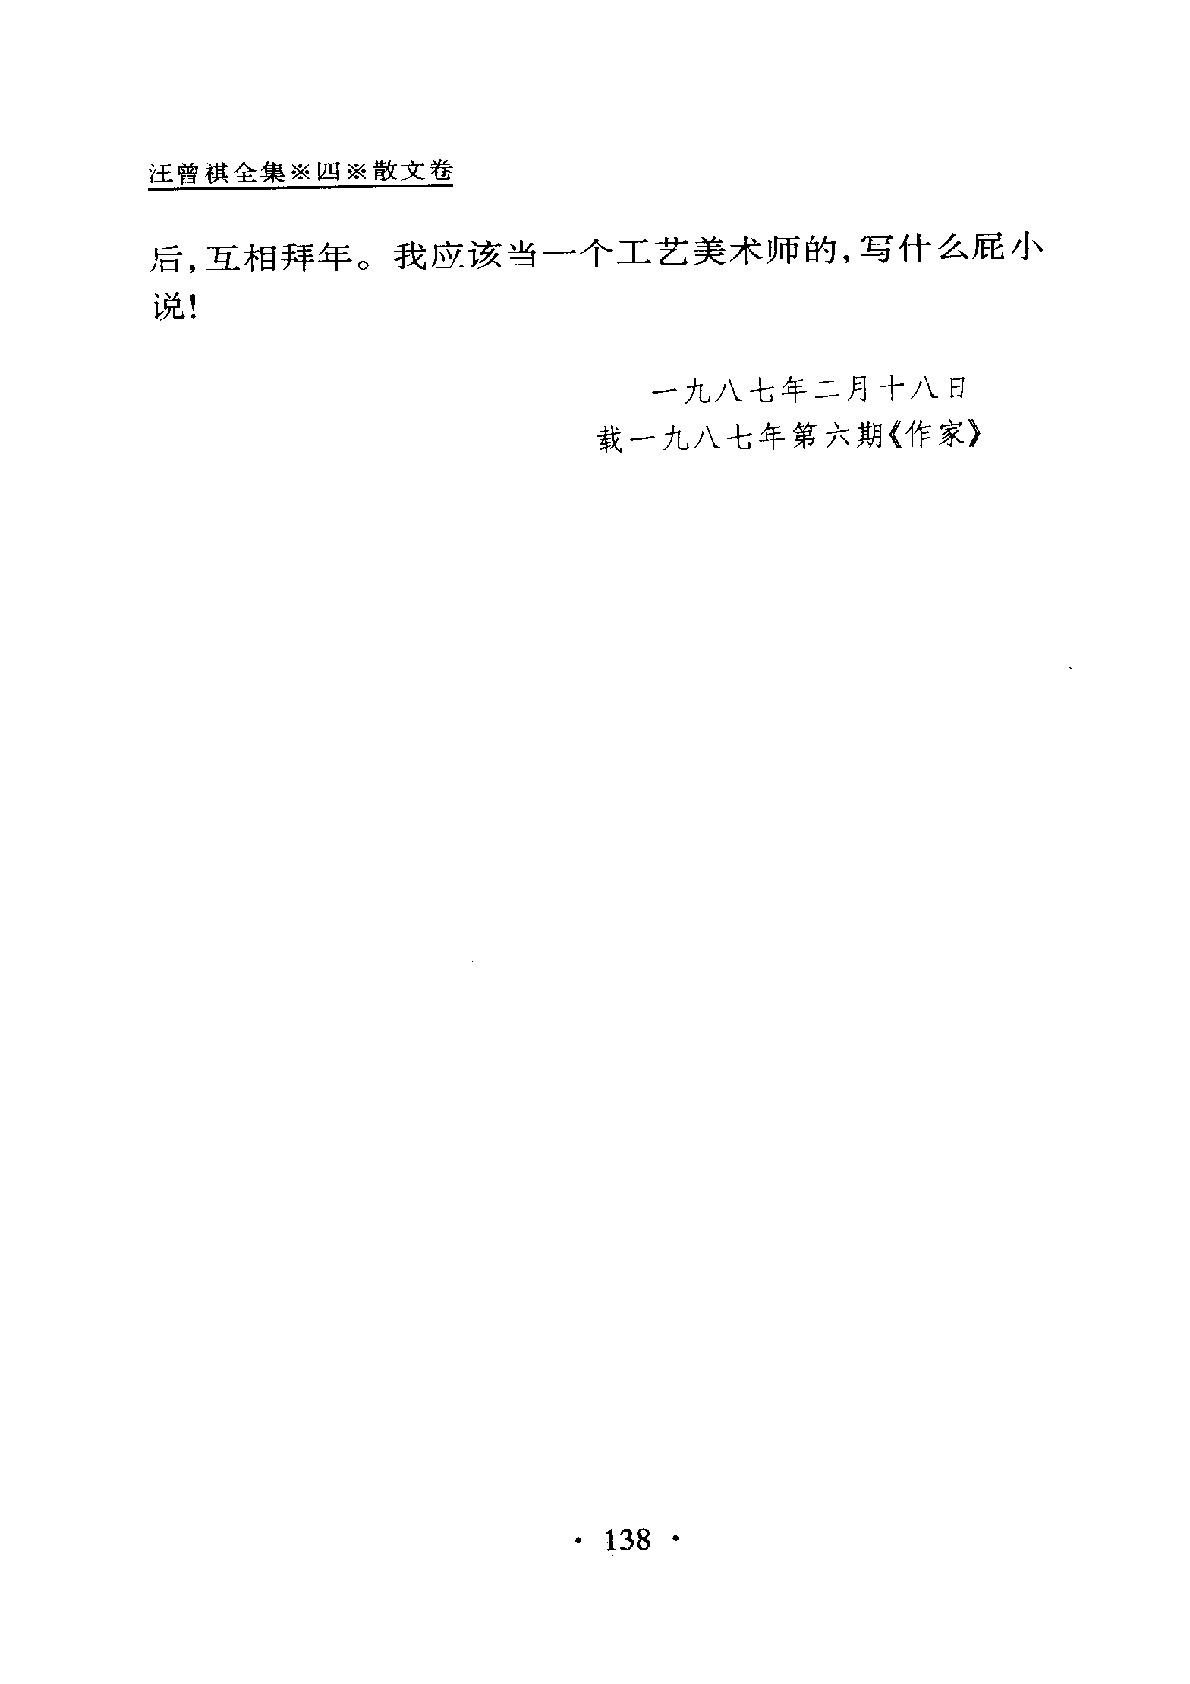 汪曾祺全集※四※散文卷
后,互相拜年。我应该当一个工艺美术师的,写什么屁小
说!
一九八七年二月十八日
载一九八七年第六期《作家》
· 138 ·